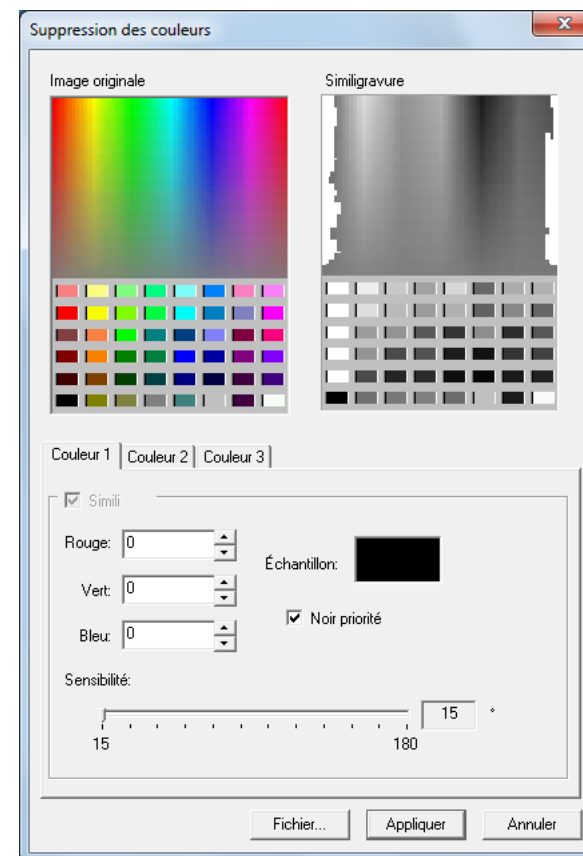 Suppression des couleurs
Image originale
Similigravure
Couleur 1
Couleur 2
Couleur 3
Simili
Rouge: 0
Échantillon:
Vert: 0
Noir priorité
Bleu: 0
Sensibilité:
15 °
15
180
Fichier...
Appliquer
Annuler